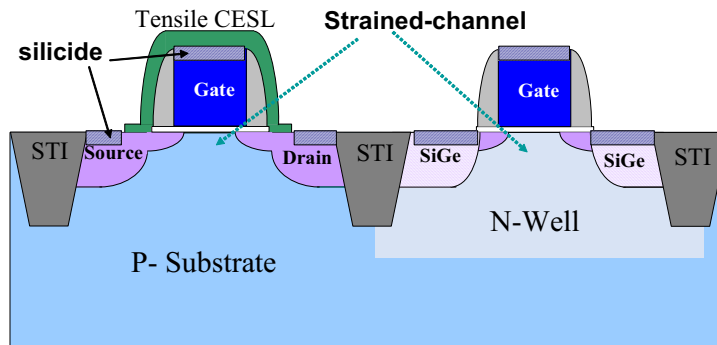 Tensile CESL
Strained-channel
silicide
Gate
Gate
STI
Source
Drain
STI
SiGe
SiGe
STI
N-Well
P- Substrate